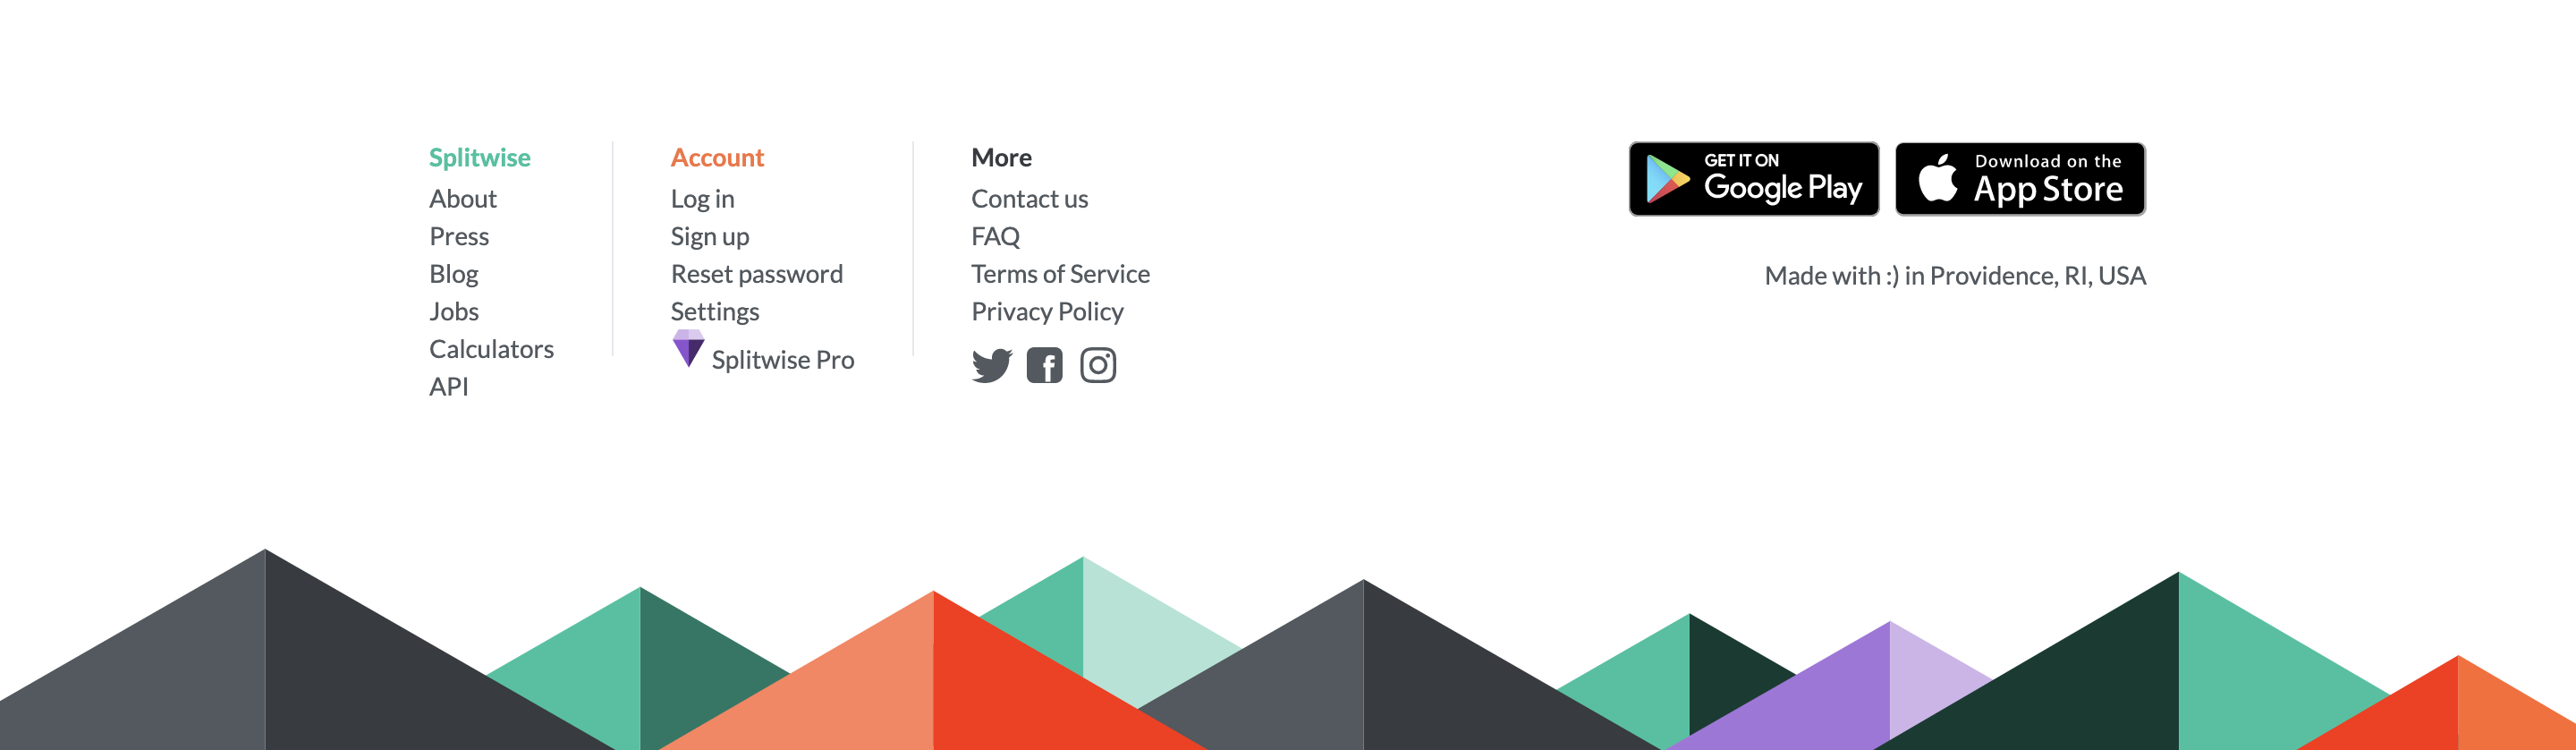 Splitwise
About
Press
Blog
Jobs
Calculators
API
Account
Log in
Sign up
Reset password
Settings
Splitwise Pro
More
Contact us
FAQ
Terms of Service
Privacy Policy
GET IT ON
Google Play
Download on the
App Store
Made with :) in Providence, RI, USA